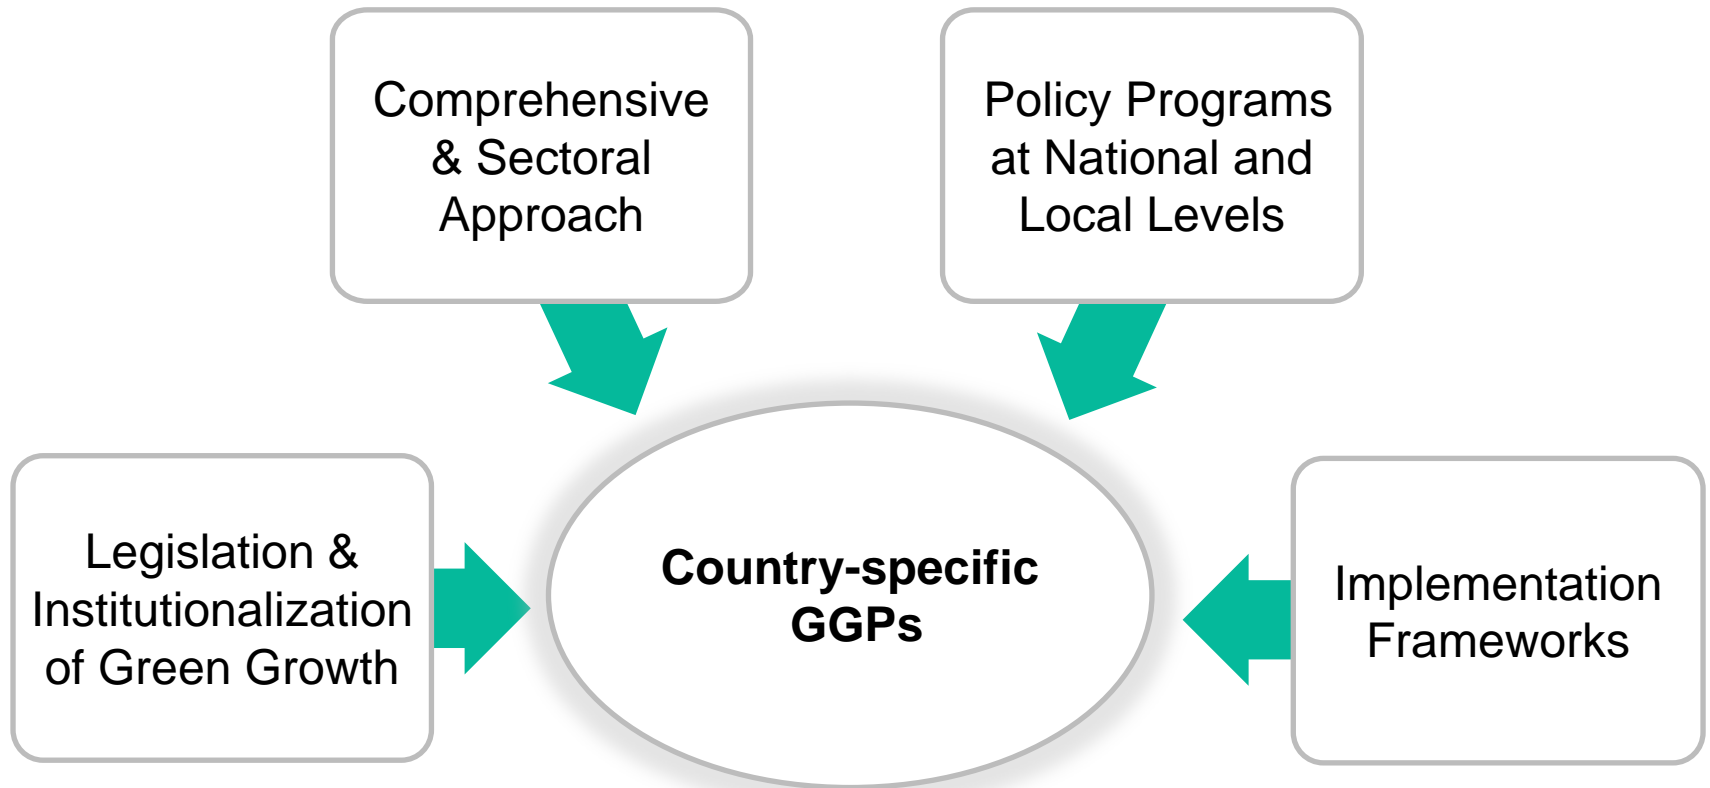 Comprehensive
& Sectoral
Approach
Policy Programs
at National and
Local Levels
Legislation &
Institutionalization
of Green Growth
Country-specific
GGPs
Implementation
Frameworks